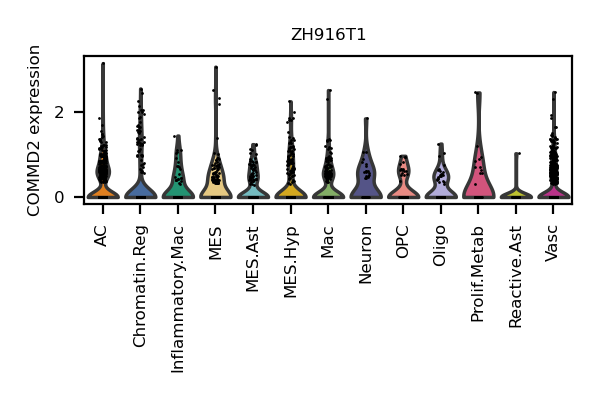 ZH916T1
COMMD2 expression
2
0
AC
Chromatin.Reg
Inflammatory.Mac
MES
MES.Ast
MES.Hyp
Mac
Neuron
OPC
Oligo
Prolif.Metab
Reactive.Ast
Vasc